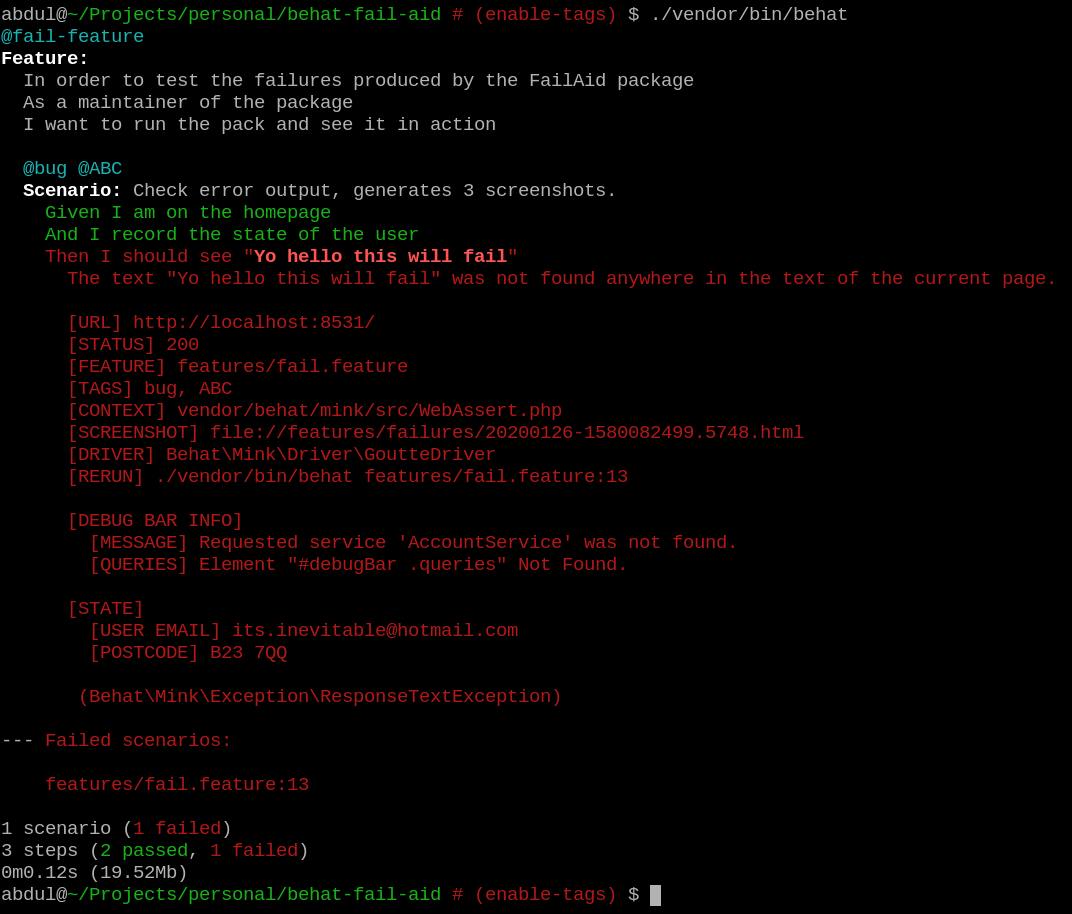 abdul@~/Projects/personal/behat-fail-aid # (enable-tags) $ ./vendor/bin/behat
@fail-feature
Feature:
  In order to test the failures produced by the FailAid package
  As a maintainer of the package
  I want to run the pack and see it in action

  @bug @ABC
  Scenario: Check error output, generates 3 screenshots.
    Given I am on the homepage
    And I record the state of the user
    Then I should see "Yo hello this will fail"
      The text "Yo hello this will fail" was not found anywhere in the text of the current page.

      [URL] http://localhost:8531/
      [STATUS] 200
      [FEATURE] features/fail.feature
      [TAGS] bug, ABC
      [CONTEXT] vendor/behat/mink/src/WebAssert.php
      [SCREENSHOT] file://features/failures/20200126-1580082499.5748.html
      [DRIVER] Behat\Mink\Driver\GoutteDriver
      [RERUN] ./vendor/bin/behat features/fail.feature:13

      [DEBUG BAR INFO]
        [MESSAGE] Requested service 'AccountService' was not found.
        [QUERIES] Element "#debugBar .queries" Not Found.

      [STATE]
        [USER EMAIL] its.inevitable@hotmail.com
        [POSTCODE] B23 7QQ

       (Behat\Mink\Exception\ResponseTextException)

--- Failed scenarios:

    features/fail.feature:13

1 scenario (1 failed)
3 steps (2 passed, 1 failed)
0m0.12s (19.52Mb)
abdul@~/Projects/personal/behat-fail-aid # (enable-tags) $